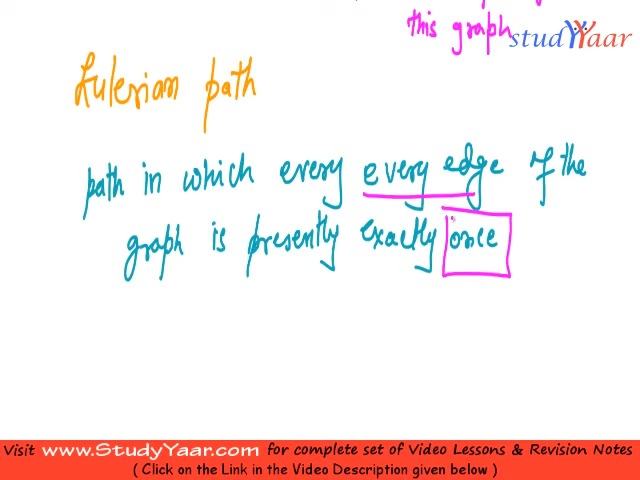 this graph
studYYaar
Eulerian path
path in which every every edge of the
graph is presently exactly once
Visit www.StudyYaar.com for complete set of Video Lessons & Revision Notes
( Click on the Link in the Video Description given below )